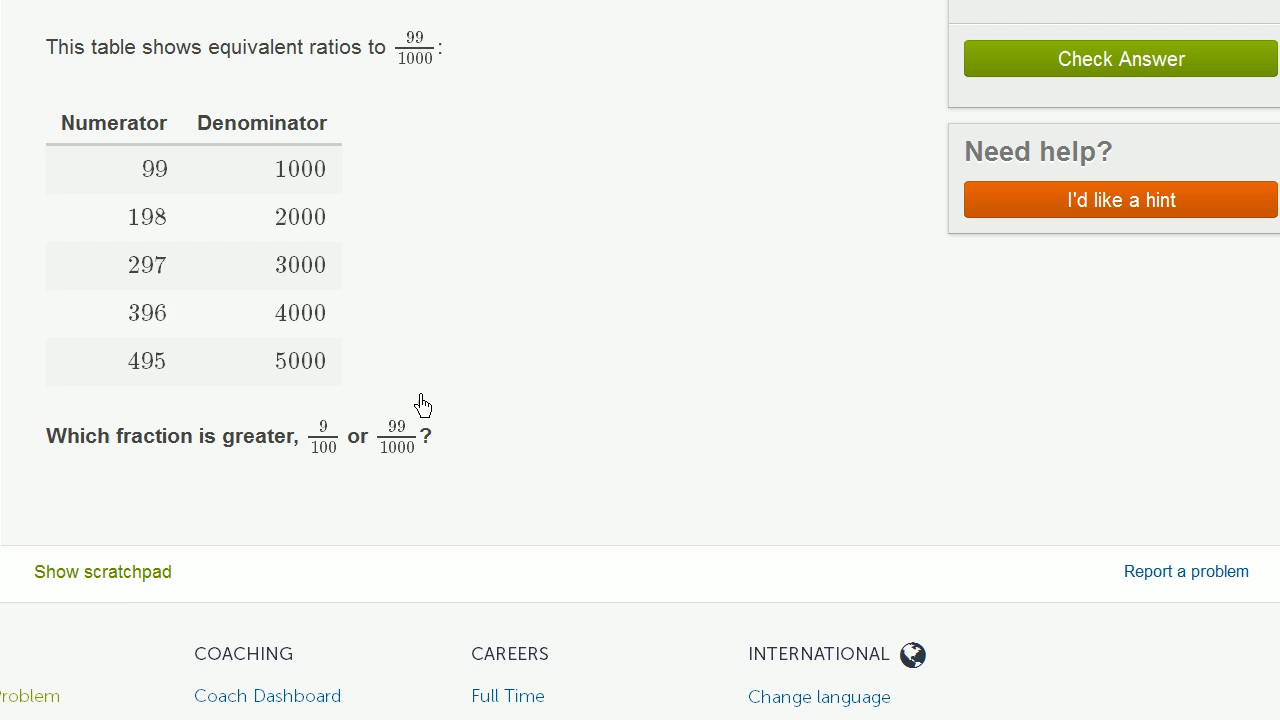 This table shows equivalent ratios to 99/1000:
Check Answer
Numerator Denominator
Need help?
99 1000
I'd like a hint
198 2000
297 3000
396 4000
495 5000
Which fraction is greater, 9/100 or 99/1000?
Show scratchpad
Report a problem
COACHING CAREERS INTERNATIONAL
roblem Coach Dashboard Full Time Change language